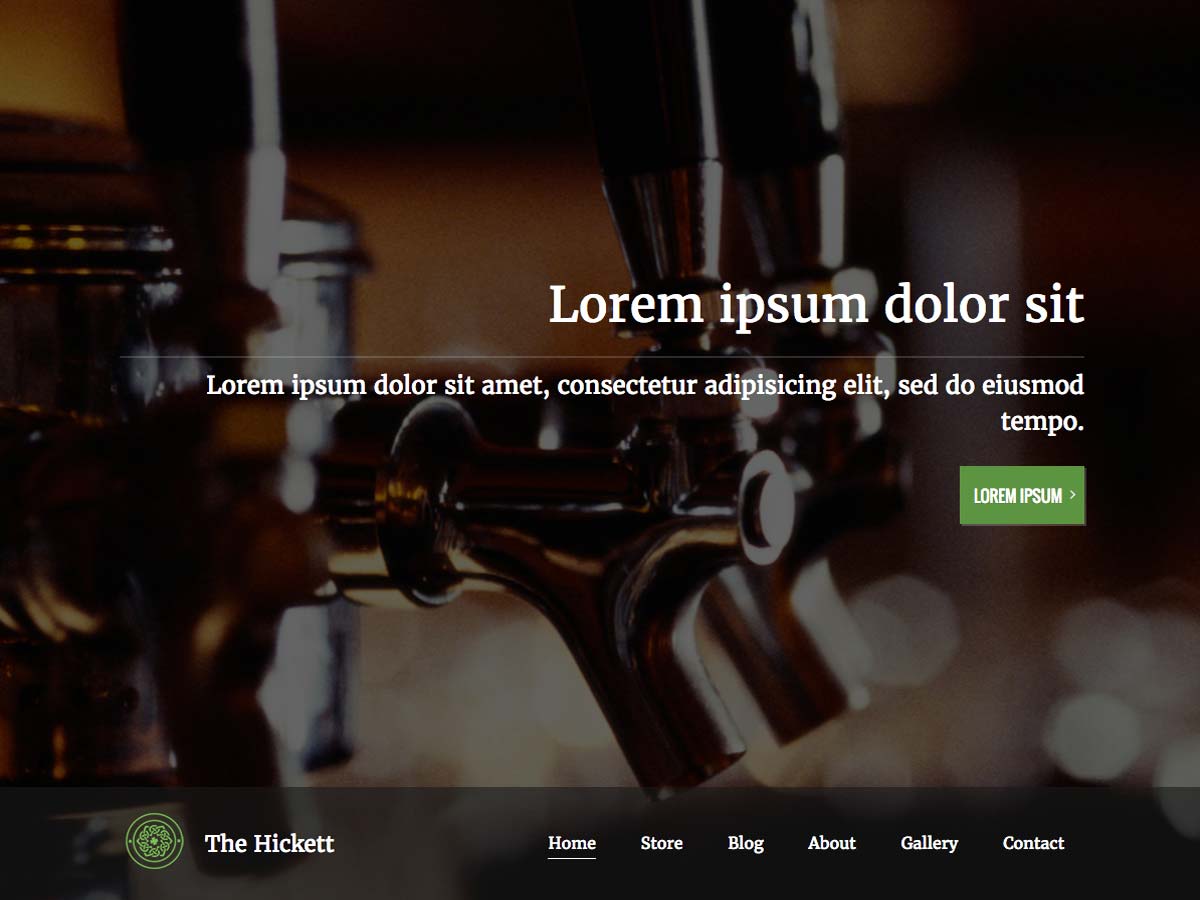 Lorem ipsum dolor sit
Lorem ipsum dolor sit amet, consectetur adipisicing elit, sed do eiusmod
tempo.
LOREM IPSUM
The Hickett
Home Store Blog About Gallery Contact